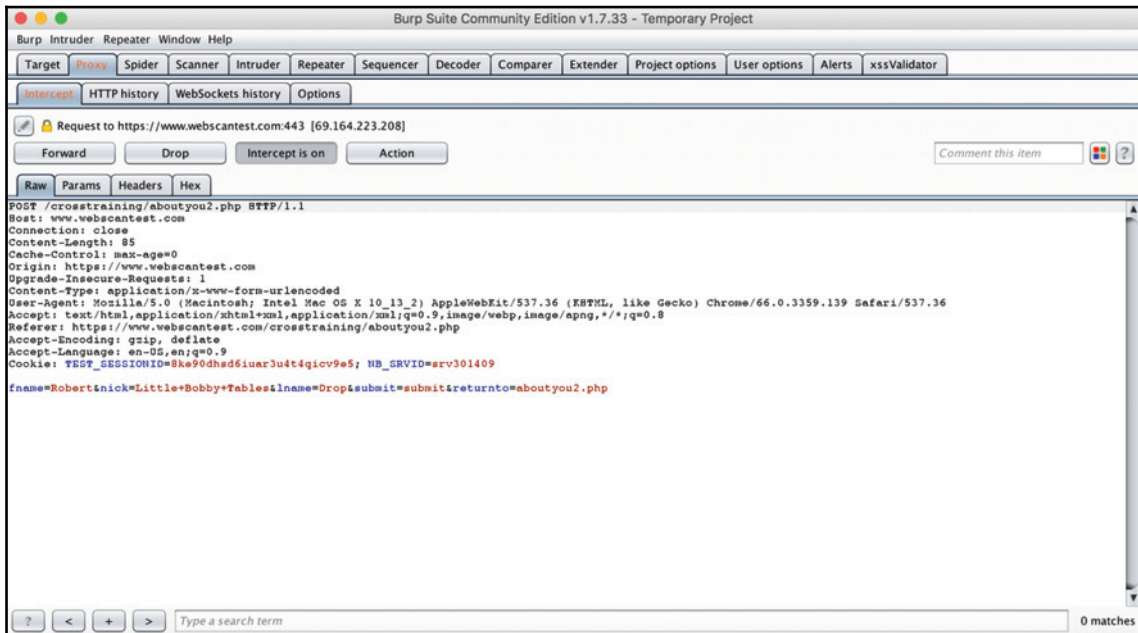 Burp Suite Community Edition v1.7.33 - Temporary Project
Burp Intruder Repeater Window Help
Target Proxy Spider Scanner Intruder Repeater Sequencer Decoder Comparer Extender Project options User options Alerts xssValidator
Intercept HTTP history WebSockets history Options
Request to https://www.webscantest.com:443 [69.164.223.208]
Forward Drop Intercept is on Action Comment this item ?
Raw Params Headers Hex
POST /crosstraining/aboutyou2.php HTTP/1.1
Host: www.webscantest.com
Connection: close
Content-Length: 85
Cache-Control: max-age=0
Origin: https://www.webscantest.com
Upgrade-Insecure-Requests: 1
Content-Type: application/x-www-form-urlencoded
User-Agent: Mozilla/5.0 (Macintosh; Intel Mac OS X 10_13_2) AppleWebKit/537.36 (KHTML, like Gecko) Chrome/66.0.3359.139 Safari/537.36
Accept: text/html,application/xhtml+xml,application/xml;q=0.9,image/webp,image/apng,*/*;q=0.8
Referer: https://www.webscantest.com/crosstraining/aboutyou2.php
Accept-Encoding: gzip, deflate
Accept-Language: en-US,en;q=0.9
Cookie: TEST_SESSIONID=8ke90dhsd6iuar3u4t4qicv9e5; NB_SRVID=srv301409
fname=Robert&nick=Little+Bobby+Tables&lname=Drop&submit=submit&returnto=aboutyou2.php
? < + > Type a search term 0 matches